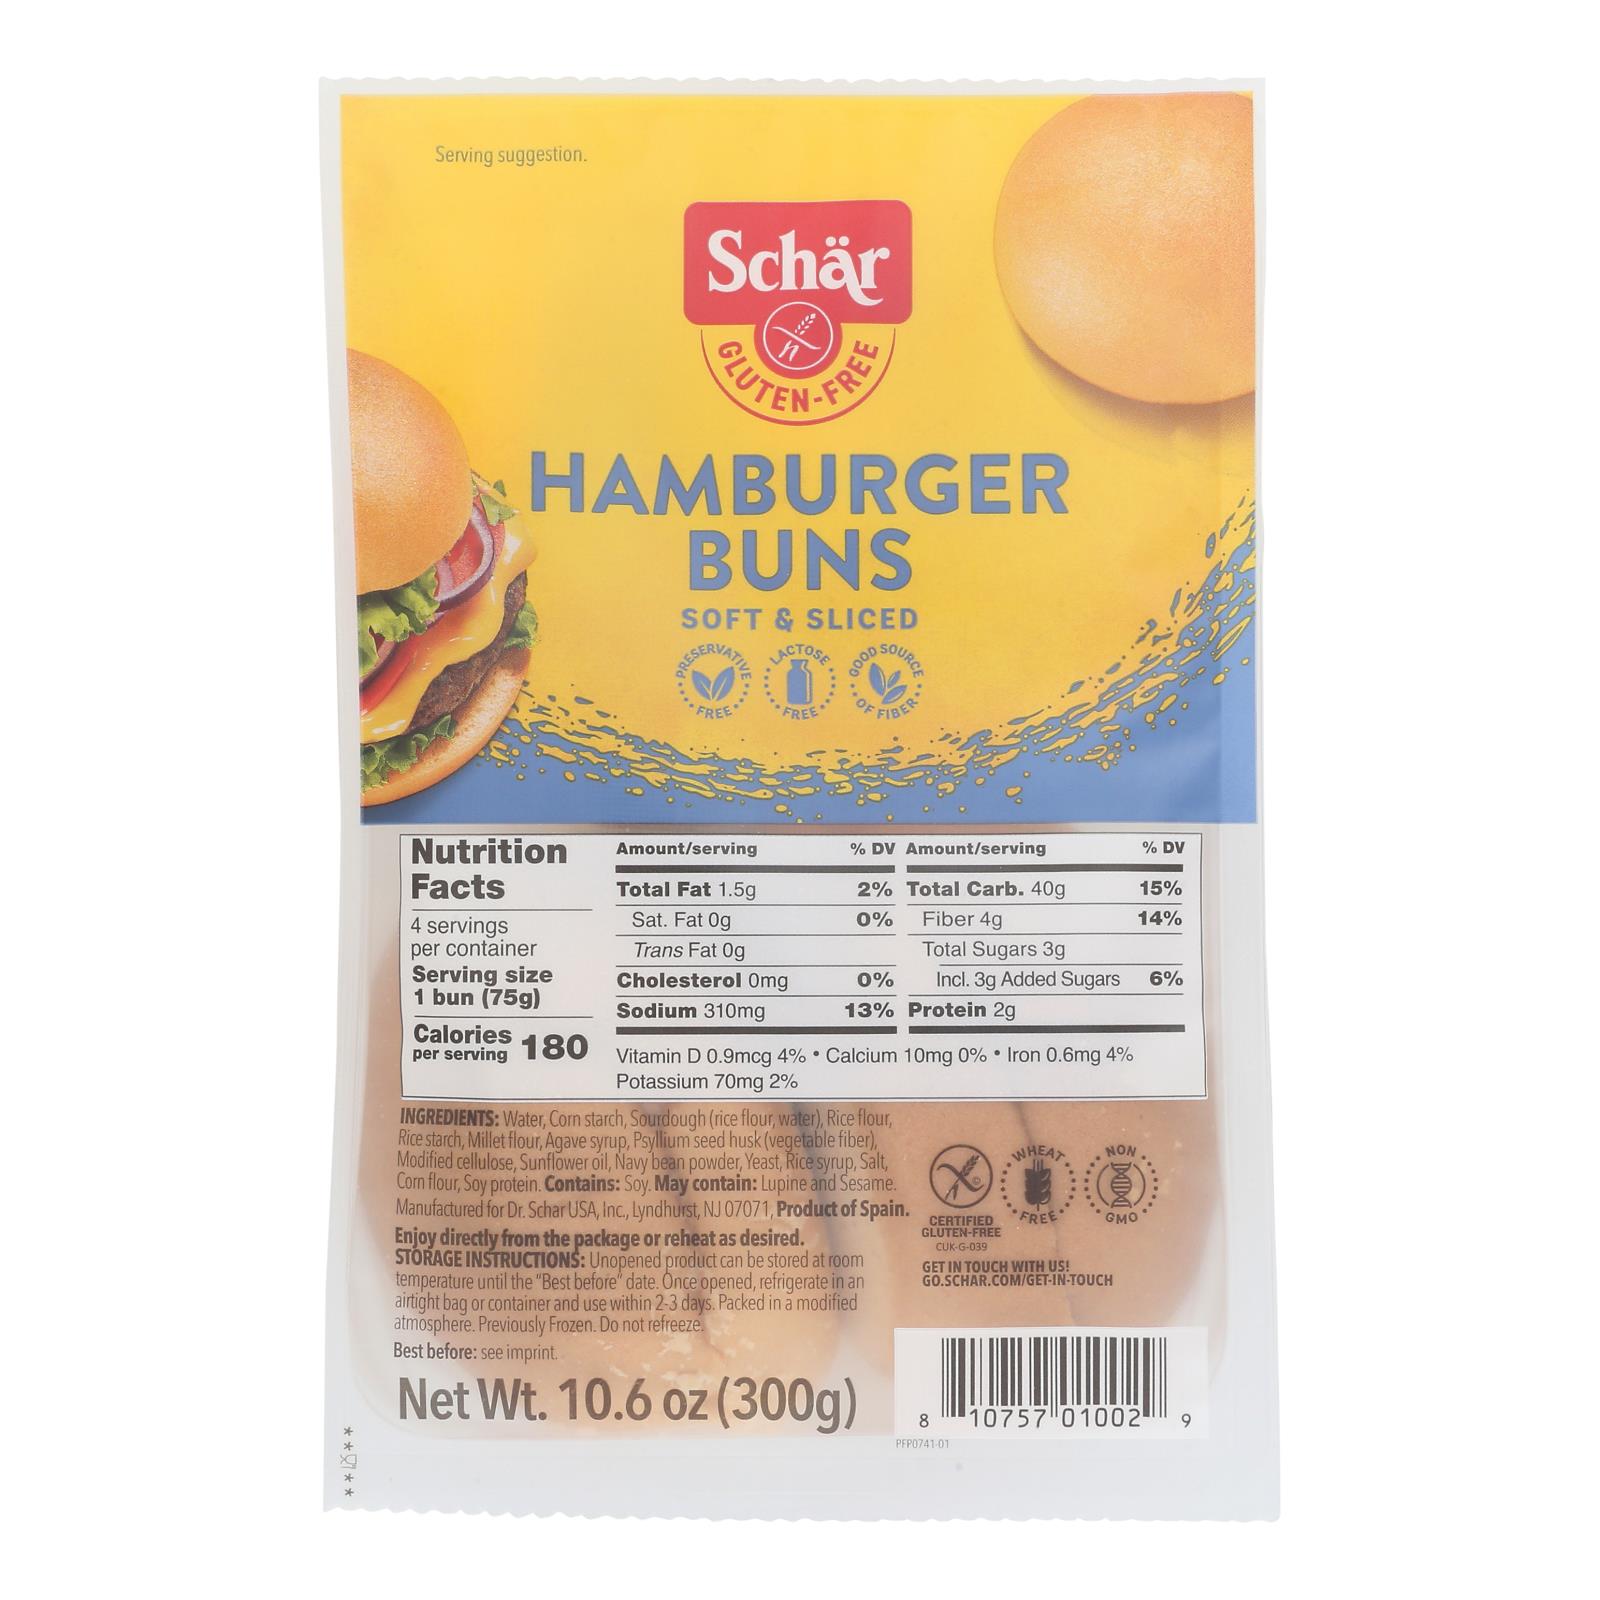 Serving suggestion.
Schär
GLUTEN-FREE
HAMBURGER
BUNS
SOFT & SLICED
PRESERVATIVE FREE
LACTOSE FREE
GOOD SOURCE OF FIBER
Nutrition
Facts
4 servings
per container
Serving size
1 bun (75g)
Calories
per serving 180
Amount/serving % DV
Total Fat 1.5g 2%
Sat. Fat 0g 0%
Trans Fat 0g
Cholesterol 0mg 0%
Sodium 310mg 13%
Amount/serving % DV
Total Carb. 40g 15%
Fiber 4g 14%
Total Sugars 3g
Incl. 3g Added Sugars 6%
Protein 2g
Vitamin D 0.9mcg 4% • Calcium 10mg 0% • Iron 0.6mg 4%
Potassium 70mg 2%
INGREDIENTS: Water, Corn starch, Sourdough (rice flour, water), Rice flour,
Rice starch, Millet flour, Agave syrup, Psyllium seed husk (vegetable fiber),
Modified cellulose, Sunflower oil, Navy bean powder, Yeast, Rice syrup, Salt,
Corn flour, Soy protein. Contains: Soy. May contain: Lupine and Sesame.
Manufactured for Dr. Schar USA, Inc., Lyndhurst, NJ 07071, Product of Spain.
Enjoy directly from the package or reheat as desired.
STORAGE INSTRUCTIONS: Unopened product can be stored at room
temperature until the "Best before" date. Once opened, refrigerate in an
airtight bag or container and use within 2-3 days. Packed in a modified
atmosphere. Previously Frozen. Do not refreeze.
Best before: see imprint.
Net Wt. 10.6 oz (300g)
CERTIFIED
GLUTEN-FREE
CUK-G-039
WHEAT FREE
NON GMO
GET IN TOUCH WITH US!
GO.SCHAR.COM/GET-IN-TOUCH
8 10757 01002 9
PFP0741-01